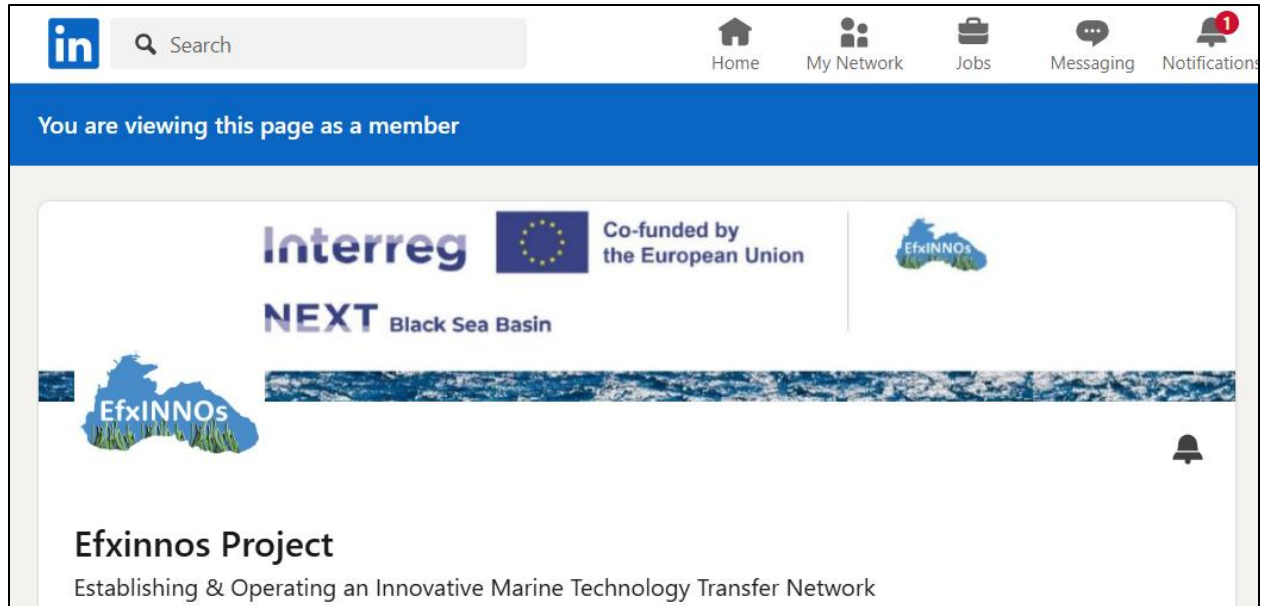 in
Search
Home
My Network
Jobs
Messaging
1
Notifications
You are viewing this page as a member
Interreg
Co-funded by
the European Union
EfxINNOs
NEXT Black Sea Basin
EfxINNOs
Efxinnos Project
Establishing & Operating an Innovative Marine Technology Transfer Network